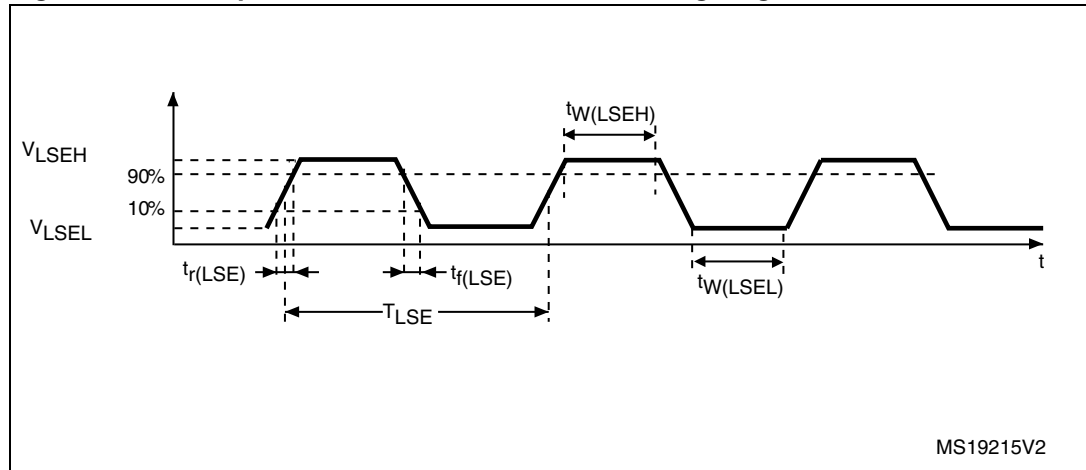 tW(LSEH)
VLSEH
90%
10%
VLSEL
tr(LSE)
tf(LSE)
tW(LSEL)
t
TLSE
MS19215V2